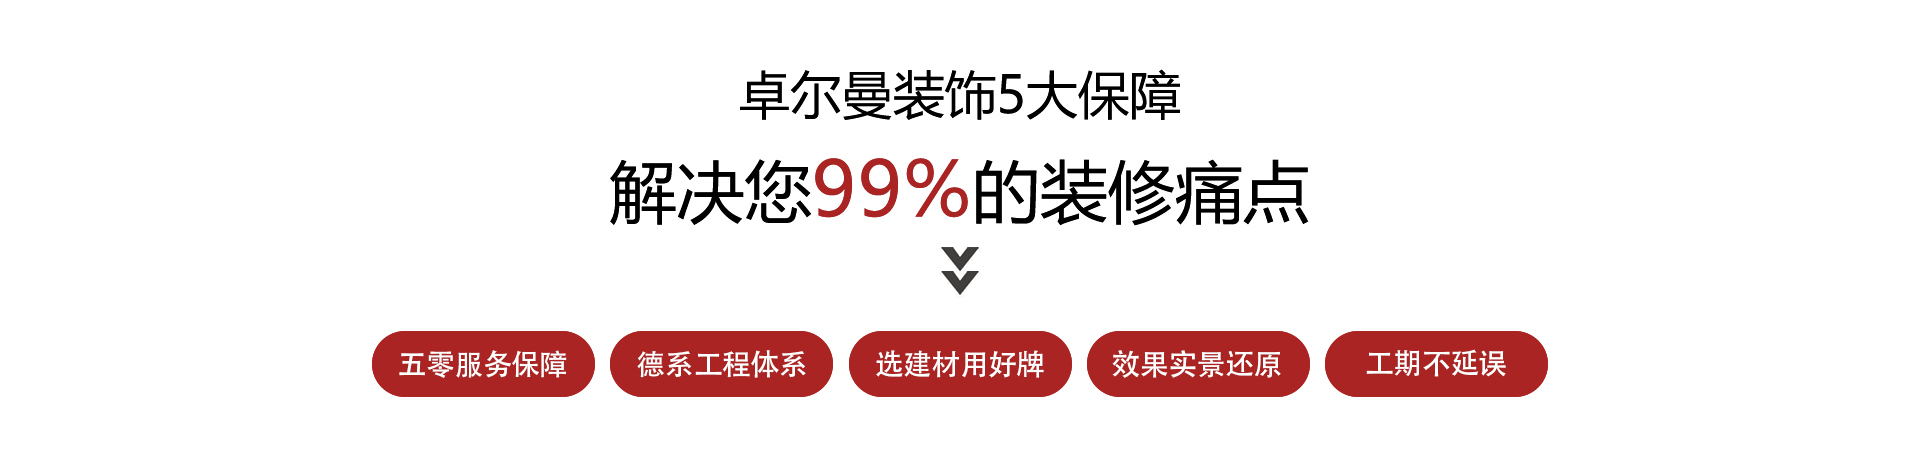 卓尔曼装饰5大保障
解决您99%的装修痛点
五零服务保障
德系工程体系
选建材用好牌
效果实景还原
工期不延误